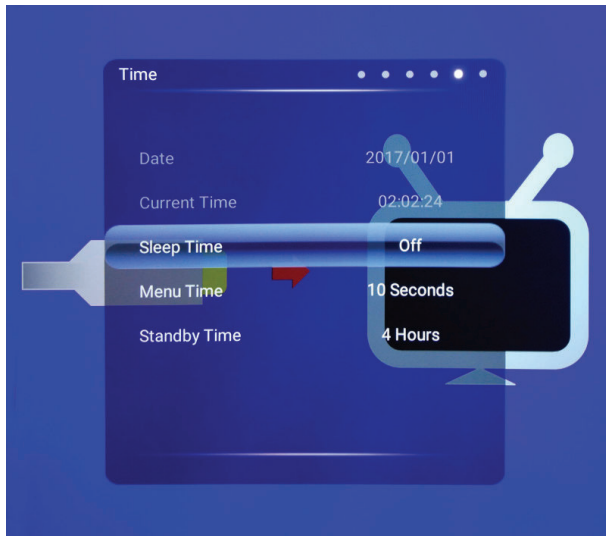 Time
Date 2017/01/01
Current Time 02:02:24
Sleep Time Off
Menu Time 10 Seconds
Standby Time 4 Hours